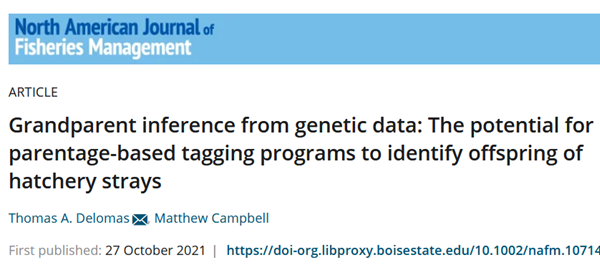 North American Journal of
Fisheries Management
ARTICLE
Grandparent inference from genetic data: The potential for
parentage-based tagging programs to identify offspring of
hatchery strays
Thomas A. Delomas, Matthew Campbell
First published: 27 October 2021 | https://doi-org.libproxy.boisestate.edu/10.1002/nafm.10714